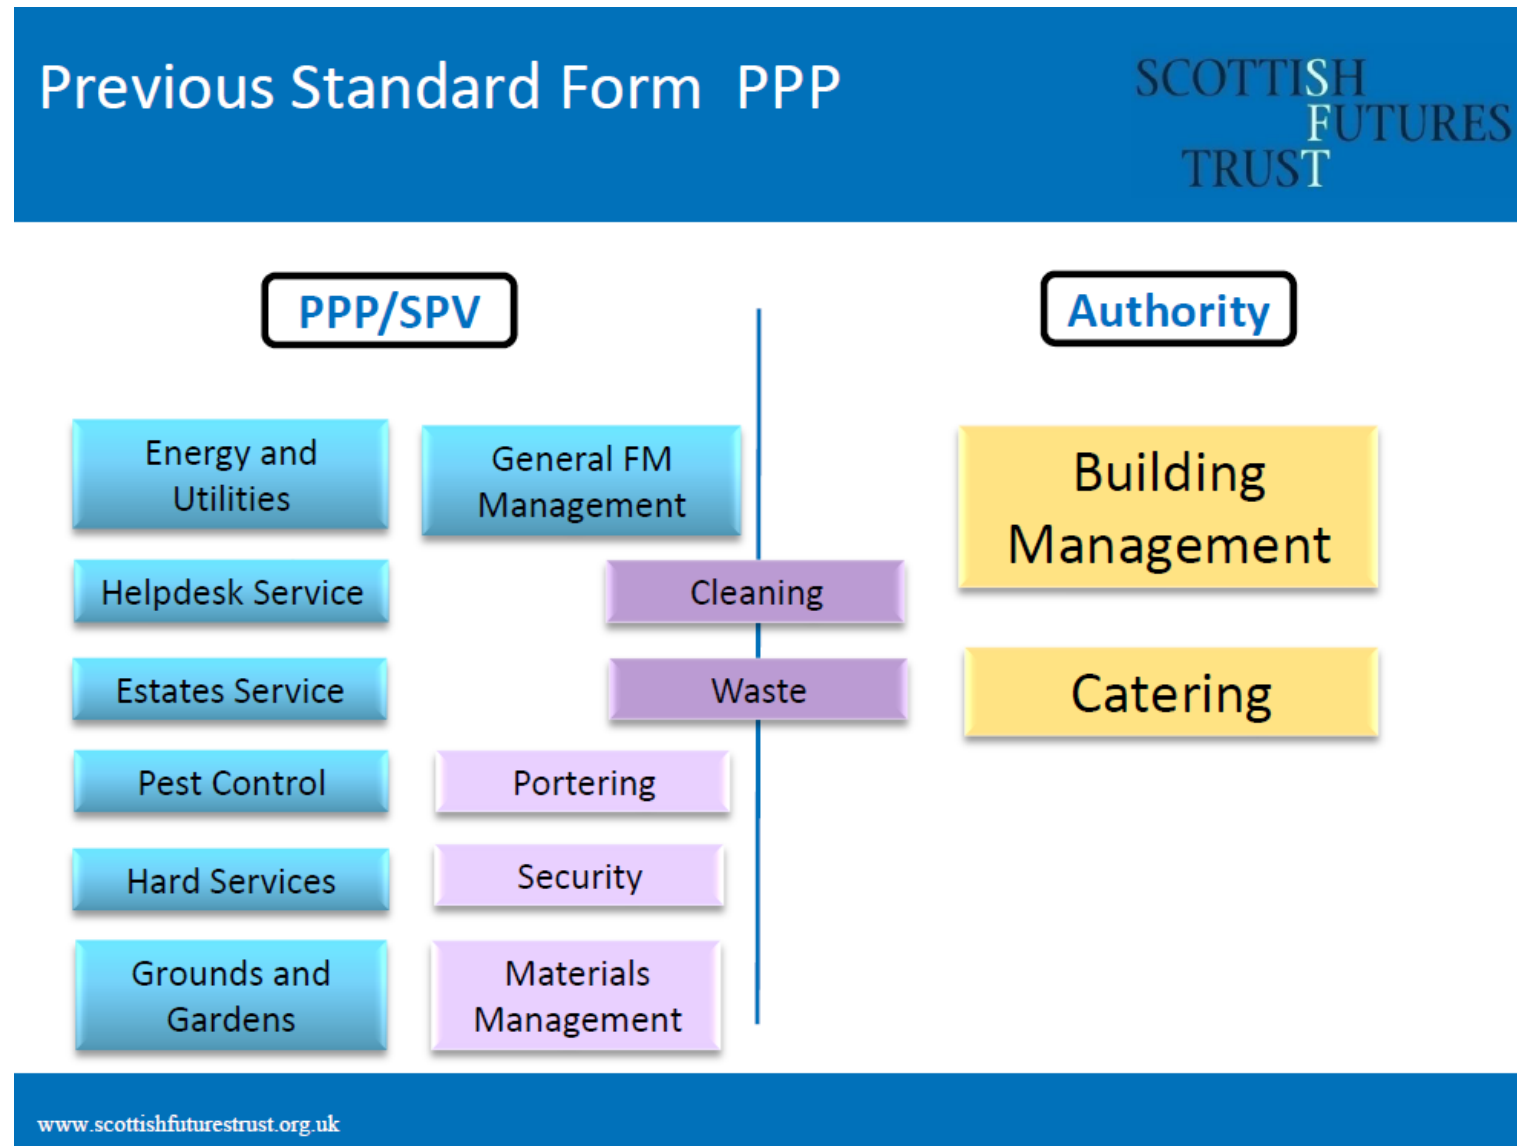 Previous Standard Form PPP
SCOTTISH
FUTURES
TRUST
PPP/SPV
Authority
Energy and
Utilities
General FM
Management
Building
Management
Helpdesk Service
Cleaning
Estates Service
Waste
Catering
Pest Control
Portering
Hard Services
Security
Grounds and
Gardens
Materials
Management
www.scottishfuturestrust.org.uk